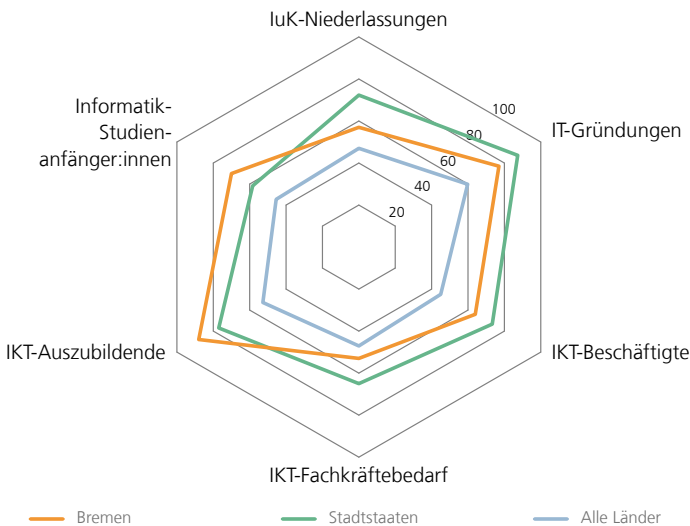 IuK-Niederlassungen
100
Informatik-
Studien-
anfänger:innen
IT-Gründungen
80
60
40
20
IKT-Auszubildende
IKT-Beschäftigte
IKT-Fachkräftebedarf
Bremen
Stadtstaaten
Alle Länder